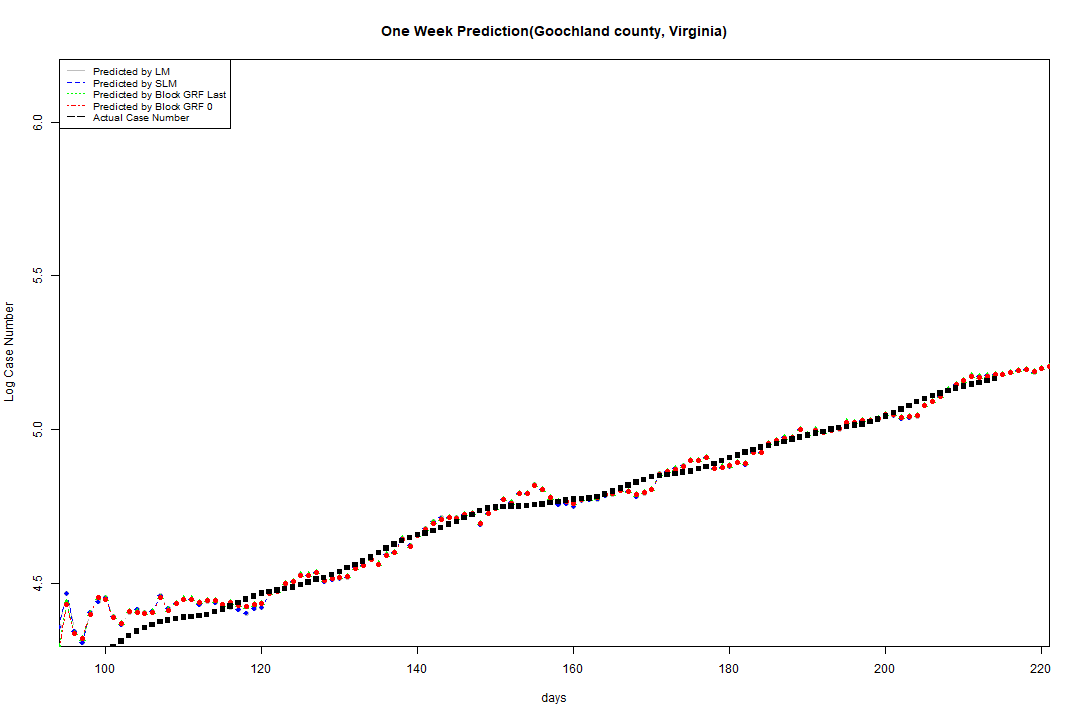 One Week Prediction(Goochland county, Virginia)
Predicted by LM
Predicted by SLM
Predicted by Block GRF Last
Predicted by Block GRF 0
Actual Case Number
6.0
5.5
5.0
4.5
Log Case Number
100 120 140 160 180 200 220
days